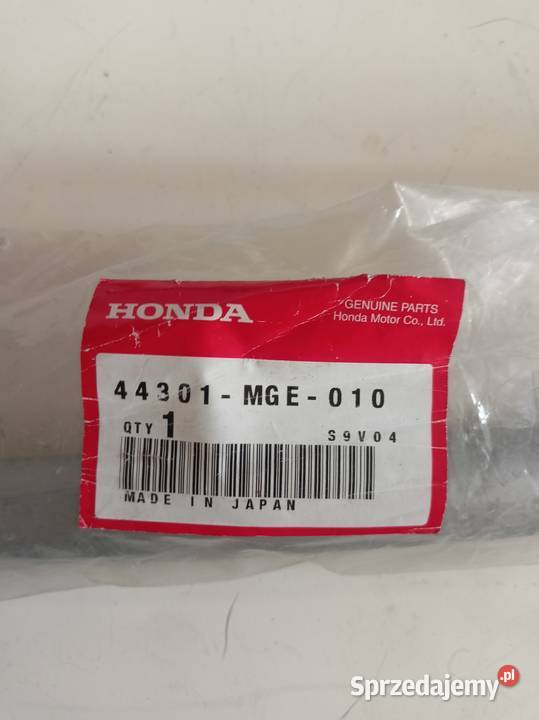 HONDA
GENUINE PARTS
Honda Motor Co., Ltd.
44301-MGE-010
QTY 1 S9V04
MADE IN JAPAN
Sprzedajemy.pl